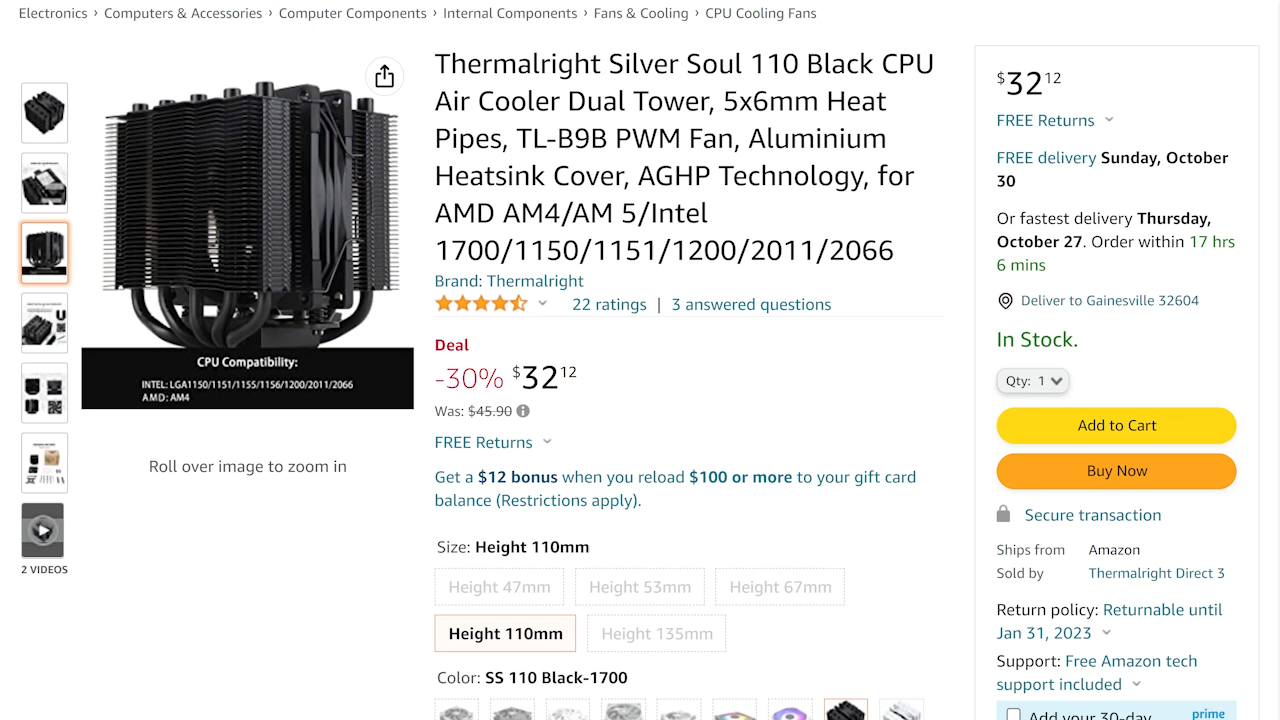 Electronics › Computers & Accessories › Computer Components › Internal Components › Fans & Cooling › CPU Cooling Fans
CPU Compatibility:
INTEL: LGA1150/1151/1155/1156/1200/2011/2066
AMD: AM4
Roll over image to zoom in
2 VIDEOS
Thermalright Silver Soul 110 Black CPU
Air Cooler Dual Tower, 5x6mm Heat
Pipes, TL-B9B PWM Fan, Aluminium
Heatsink Cover, AGHP Technology, for
AMD AM4/AM 5/Intel
1700/1150/1151/1200/2011/2066
Brand: Thermalright
22 ratings | 3 answered questions
Deal
-30% $32 12
Was: $45.90
FREE Returns
Get a $12 bonus when you reload $100 or more to your gift card
balance (Restrictions apply).
Size: Height 110mm
Height 47mm Height 53mm Height 67mm
Height 110mm Height 135mm
Color: SS 110 Black-1700
$32 12
FREE Returns
FREE delivery Sunday, October
30
Or fastest delivery Thursday,
October 27. Order within 17 hrs
6 mins
Deliver to Gainesville 32604
In Stock.
Qty: 1
Add to Cart
Buy Now
Secure transaction
Ships from Amazon
Sold by Thermalright Direct 3
Return policy: Returnable until
Jan 31, 2023
Support: Free Amazon tech
support included
Add your 30-day prime